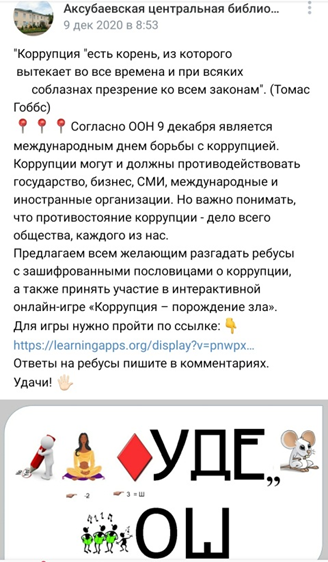 Аксубаевская центральная библио...
9 дек 2020 в 8:53
"Коррупция "есть корень, из которого
вытекает во все времена и при всяких
соблазнах презрение ко всем законам". (Томас
Гоббс)
Согласно ООН 9 декабря является
международным днем борьбы с коррупцией.
Коррупции могут и должны противодействовать
государство, бизнес, СМИ, международные и
иностранные организации. Но важно понимать,
что противостояние коррупции - дело всего
общества, каждого из нас.
Предлагаем всем желающим разгадать ребусы
с зашифрованными пословицами о коррупции,
а также принять участие в интерактивной
онлайн-игре «Коррупция – порождение зла».
Для игры нужно пройти по ссылке: 👇
https://learningapps.org/display?v=pnwpx...
Ответы на ребусы пишите в комментариях.
Удачи! 🖐
УДЕ,,
-2 3 = Ш
ОШ